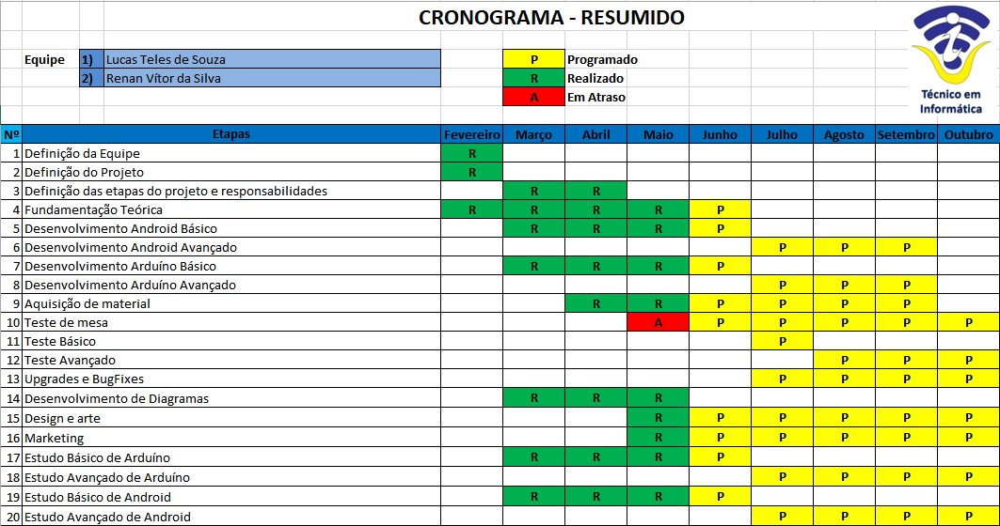 CRONOGRAMA - RESUMIDO
Equipe 1) Lucas Teles de Souza P Programado
2) Renan Vítor da Silva R Realizado
A Em Atraso
Técnico em
Informática
Nº Etapas Fevereiro Março Abril Maio Junho Julho Agosto Setembro Outubro
1 Definição da Equipe R
2 Definição do Projeto R
3 Definição das etapas do projeto e responsabilidades R R
4 Fundamentação Teórica R R R R P
5 Desenvolvimento Android Básico R R R P
6 Desenvolvimento Android Avançado P P P
7 Desenvolvimento Arduíno Básico R R R P
8 Desenvolvimento Arduíno Avançado P P P
9 Aquisição de material R R P P P P
10 Teste de mesa A P P P P P
11 Teste Básico P
12 Teste Avançado P P P
13 Upgrades e BugFixes P P P P
14 Desenvolvimento de Diagramas R R R
15 Design e arte R P P P P P
16 Marketing R P P P P P
17 Estudo Básico de Arduíno R R R P
18 Estudo Avançado de Arduíno P P P P
19 Estudo Básico de Android R R R P
20 Estudo Avançado de Android P P P P